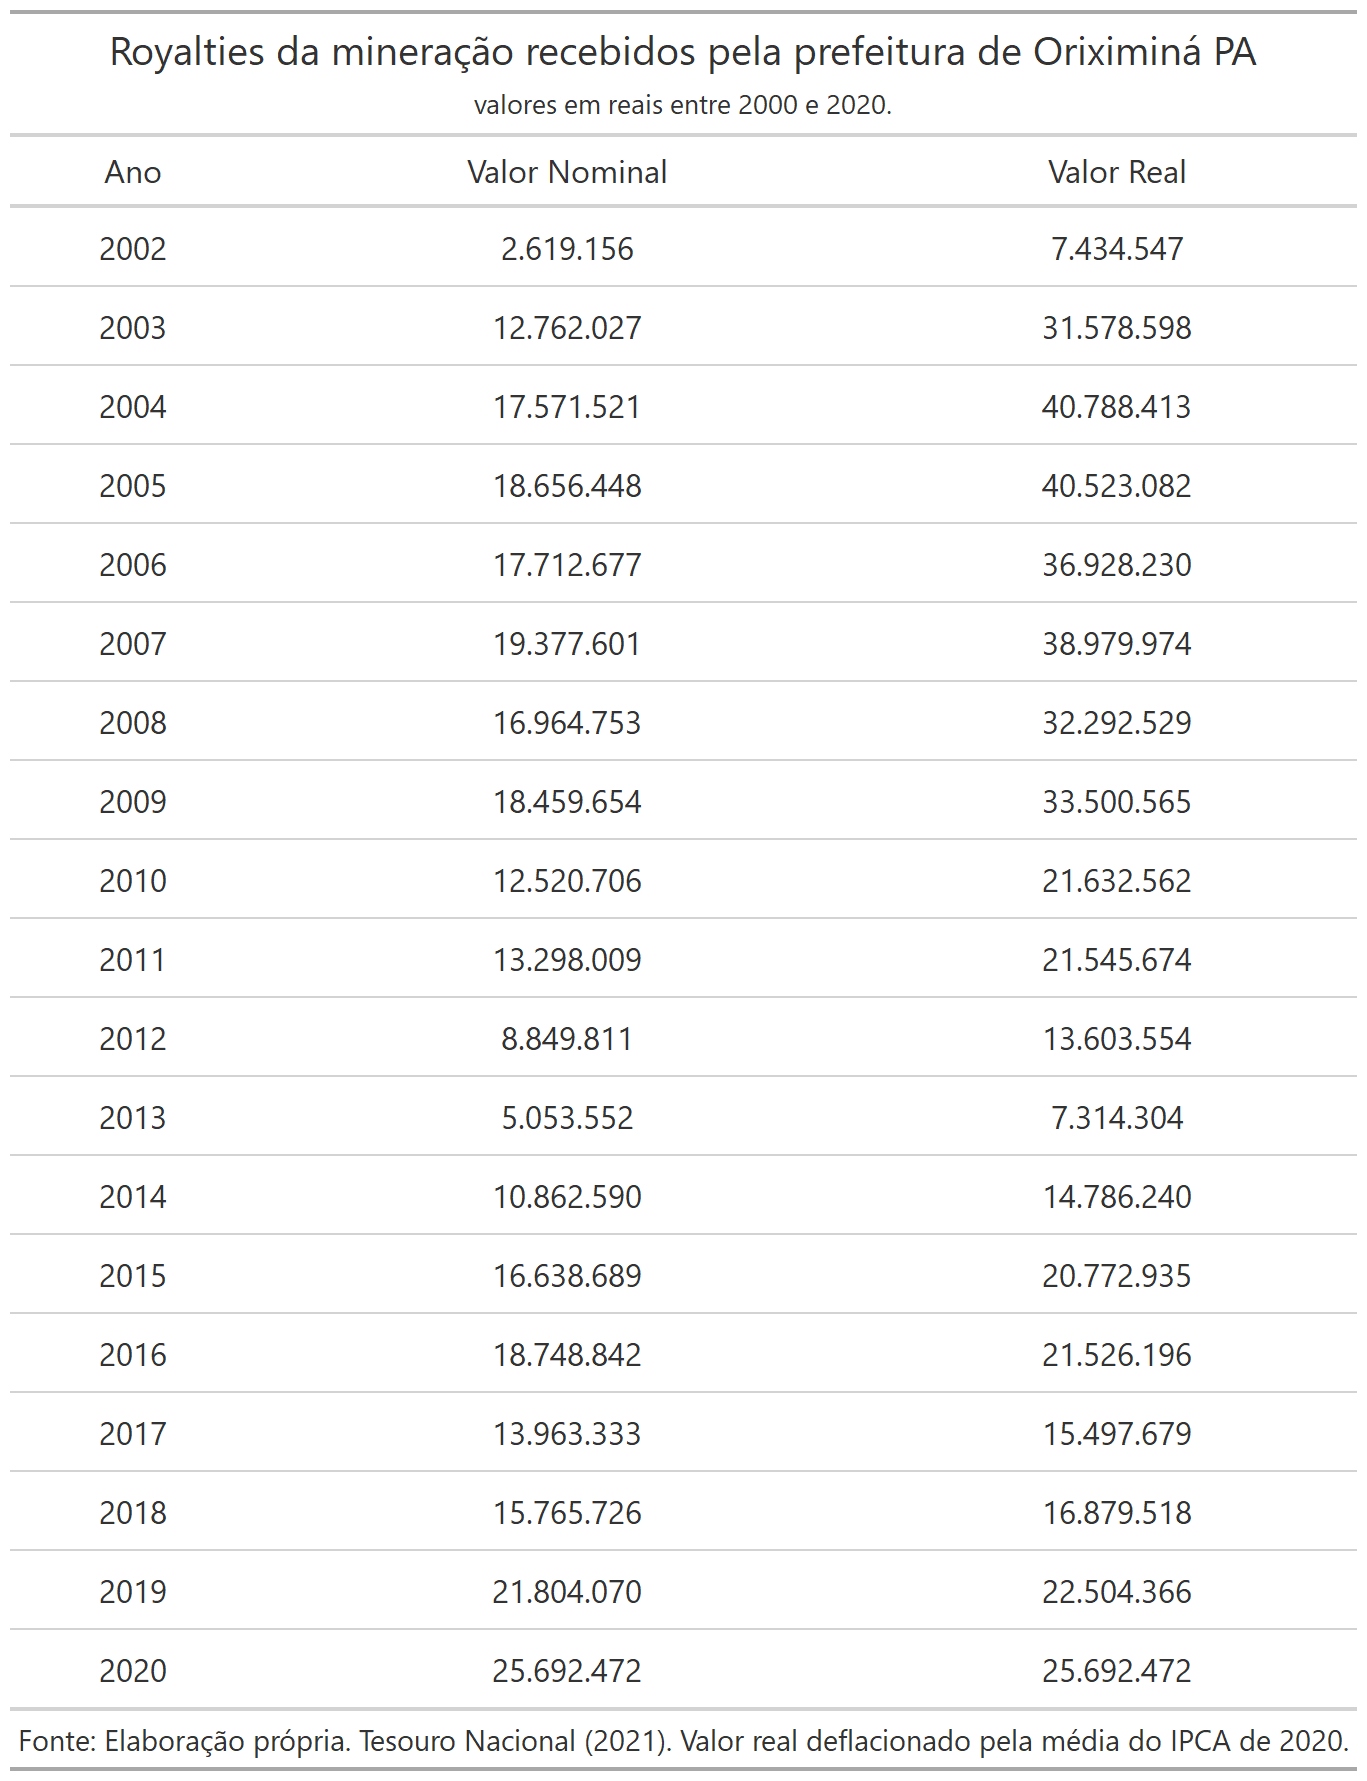 Royalties da mineração recebidos pela prefeitura de Oriximiná PA
valores em reais entre 2000 e 2020.
Ano Valor Nominal Valor Real
2002 2.619.156 7.434.547
2003 12.762.027 31.578.598
2004 17.571.521 40.788.413
2005 18.656.448 40.523.082
2006 17.712.677 36.928.230
2007 19.377.601 38.979.974
2008 16.964.753 32.292.529
2009 18.459.654 33.500.565
2010 12.520.706 21.632.562
2011 13.298.009 21.545.674
2012 8.849.811 13.603.554
2013 5.053.552 7.314.304
2014 10.862.590 14.786.240
2015 16.638.689 20.772.935
2016 18.748.842 21.526.196
2017 13.963.333 15.497.679
2018 15.765.726 16.879.518
2019 21.804.070 22.504.366
2020 25.692.472 25.692.472
Fonte: Elaboração própria. Tesouro Nacional (2021). Valor real deflacionado pela média do IPCA de 2020.